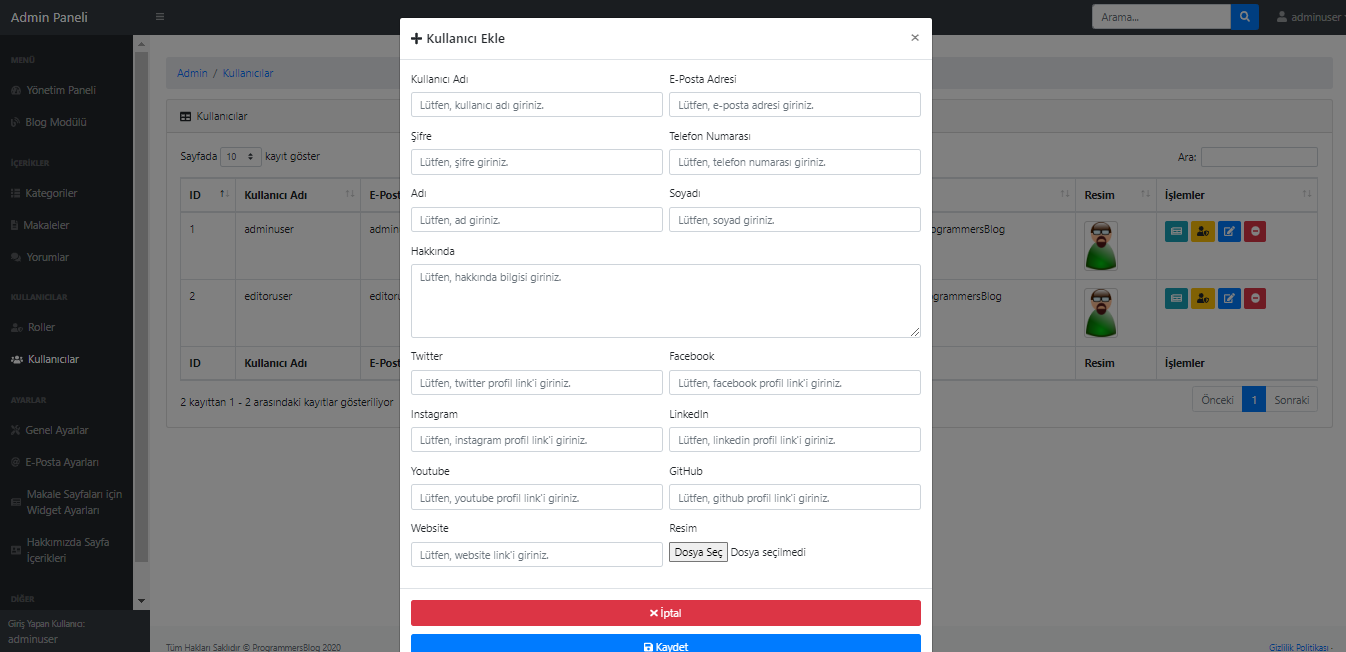 Admin Paneli
Arama...
adminuser
MENÜ
Yönetim Paneli
Blog Modülü
İÇERİKLER
Kategoriler
Makaleler
Yorumlar
KULLANICILAR
Roller
Kullanıcılar
AYARLAR
Genel Ayarlar
E-Posta Ayarları
Makale Sayfaları için
Widget Ayarları
Hakkımızda Sayfa
İçerikleri
DİĞER
Giriş Yapan Kullanıcı:
adminuser
Admin / Kullanıcılar
Kullanıcılar
Sayfada 10 kayıt göster
Ara:
ID Kullanıcı Adı E-Post Resim İşlemler
1 adminuser admin ogrammersBlog
2 editoruser editoru grammersBlog
ID Kullanıcı Adı E-Post Resim İşlemler
2 kayıttan 1 - 2 arasındaki kayıtlar gösteriliyor
Önceki 1 Sonraki
Tüm Hakları Saklıdır © ProgrammersBlog 2020
Gizlilik Politikası -
Kullanıcı Ekle ×
Kullanıcı Adı E-Posta Adresi
Lütfen, kullanıcı adı giriniz. Lütfen, e-posta adresi giriniz.
Şifre Telefon Numarası
Lütfen, şifre giriniz. Lütfen, telefon numarası giriniz.
Adı Soyadı
Lütfen, ad giriniz. Lütfen, soyad giriniz.
Hakkında
Lütfen, hakkında bilgisi giriniz.
Twitter Facebook
Lütfen, twitter profil link'i giriniz. Lütfen, facebook profil link'i giriniz.
Instagram LinkedIn
Lütfen, instagram profil link'i giriniz. Lütfen, linkedin profil link'i giriniz.
Youtube GitHub
Lütfen, youtube profil link'i giriniz. Lütfen, github profil link'i giriniz.
Website Resim
Lütfen, website link'i giriniz. Dosya Seç Dosya seçilmedi
İptal
Kaydet